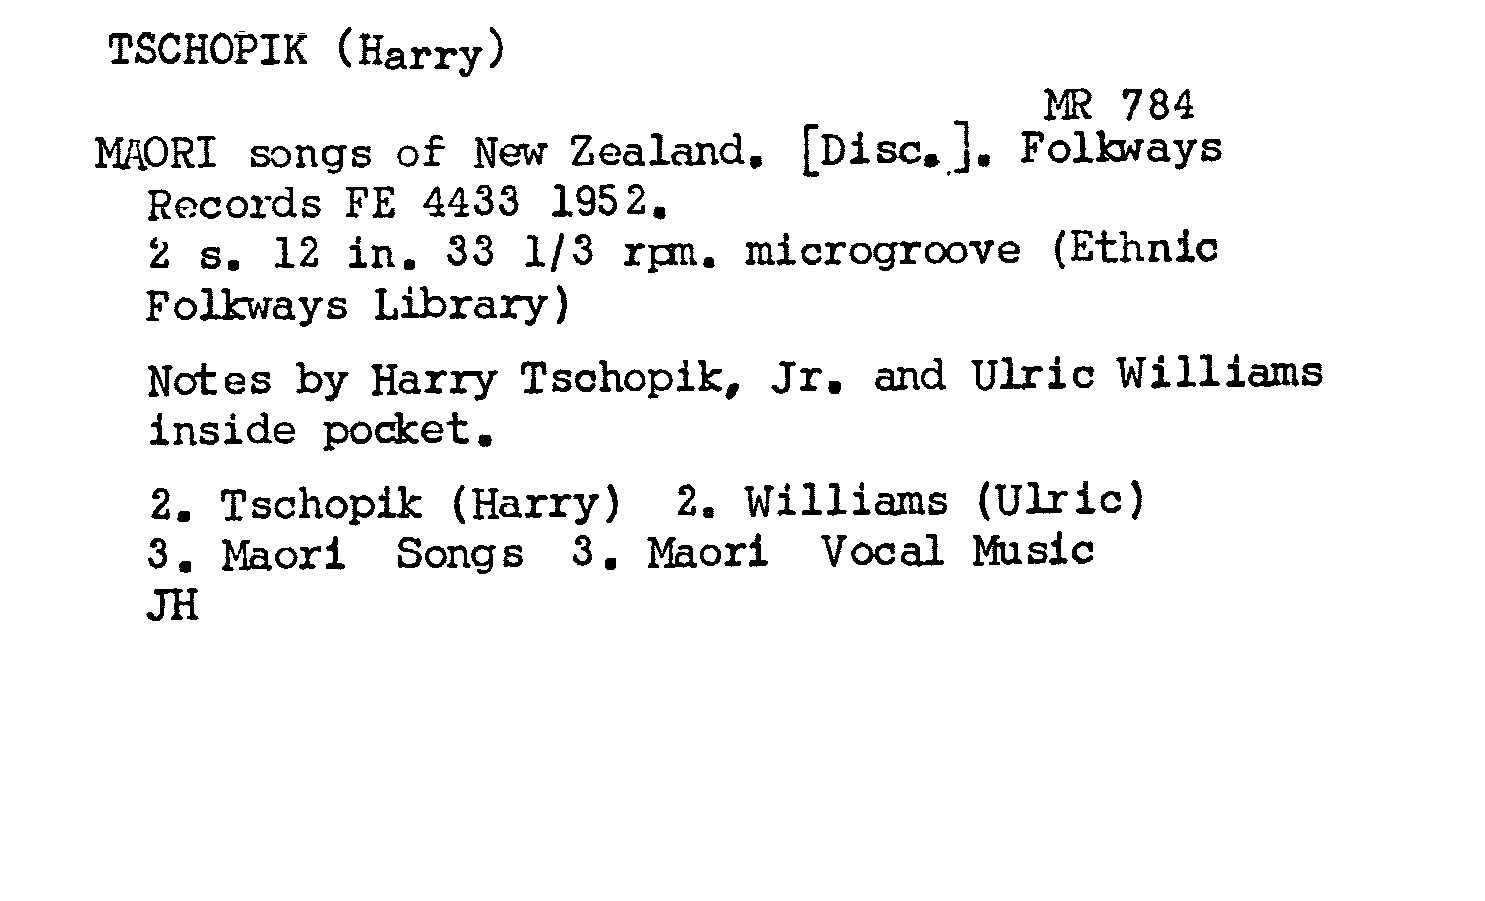 TSCHOPIK (Harry)
MR 784
MAORI songs of New Zealand. [Disc.]. Folkways
Records FE 4433 1952.
2 s. 12 in. 33 1/3 rpm. microgroove (Ethnic
Folkways Library)
Notes by Harry Tschopik, Jr. and Ulric Williams
inside pocket.
2. Tschopik (Harry) 2. Williams (Ulric)
3. Maori Songs 3. Maori Vocal Music
JH